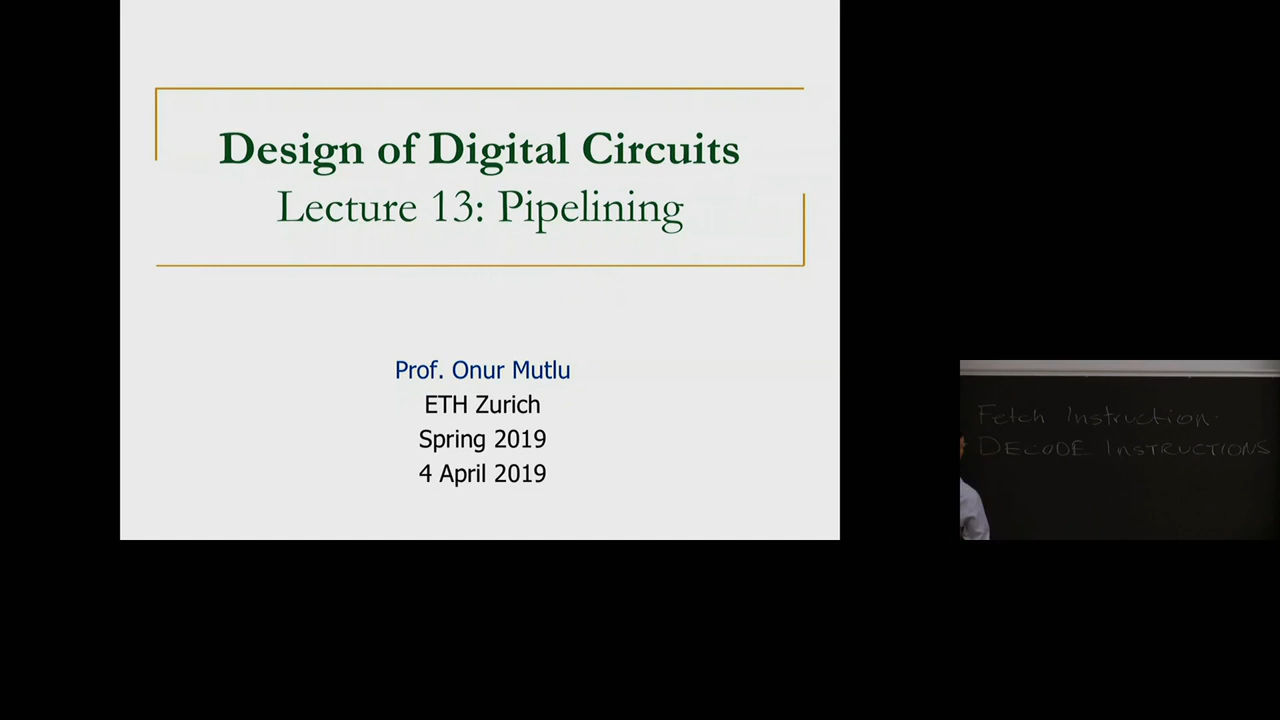 Design of Digital Circuits
Lecture 13: Pipelining
Prof. Onur Mutlu
ETH Zurich
Spring 2019
4 April 2019
Fetch Instruction.
DECODE INSTRUCTIONS